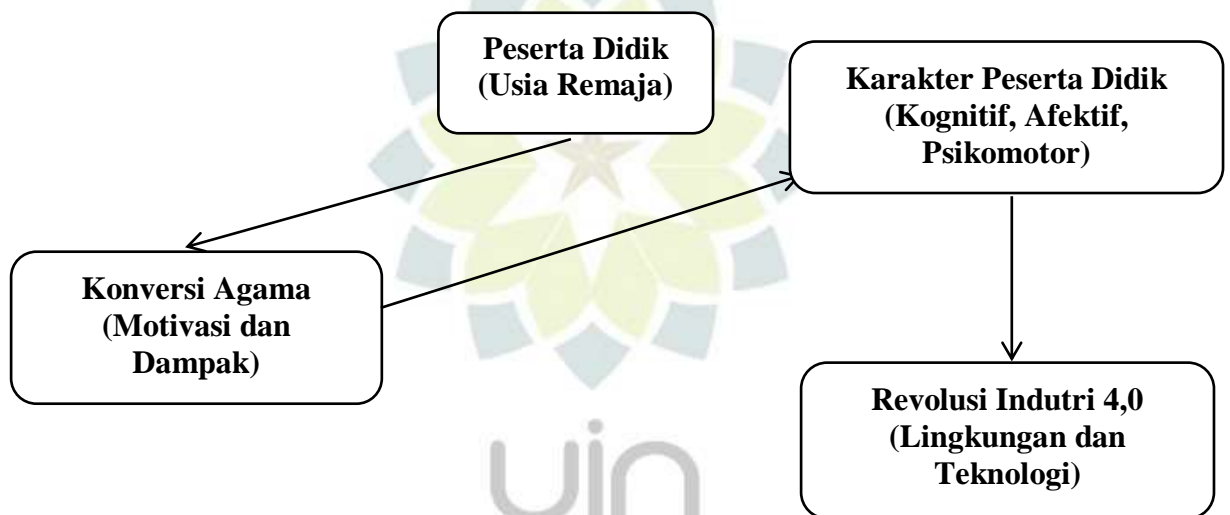 Peserta Didik
(Usia Remaja)
Karakter Peserta Didik
(Kognitif, Afektif,
Psikomotor)
Konversi Agama
(Motivasi dan
Dampak)
Revolusi Indutri 4,0
(Lingkungan dan
Teknologi)
uin